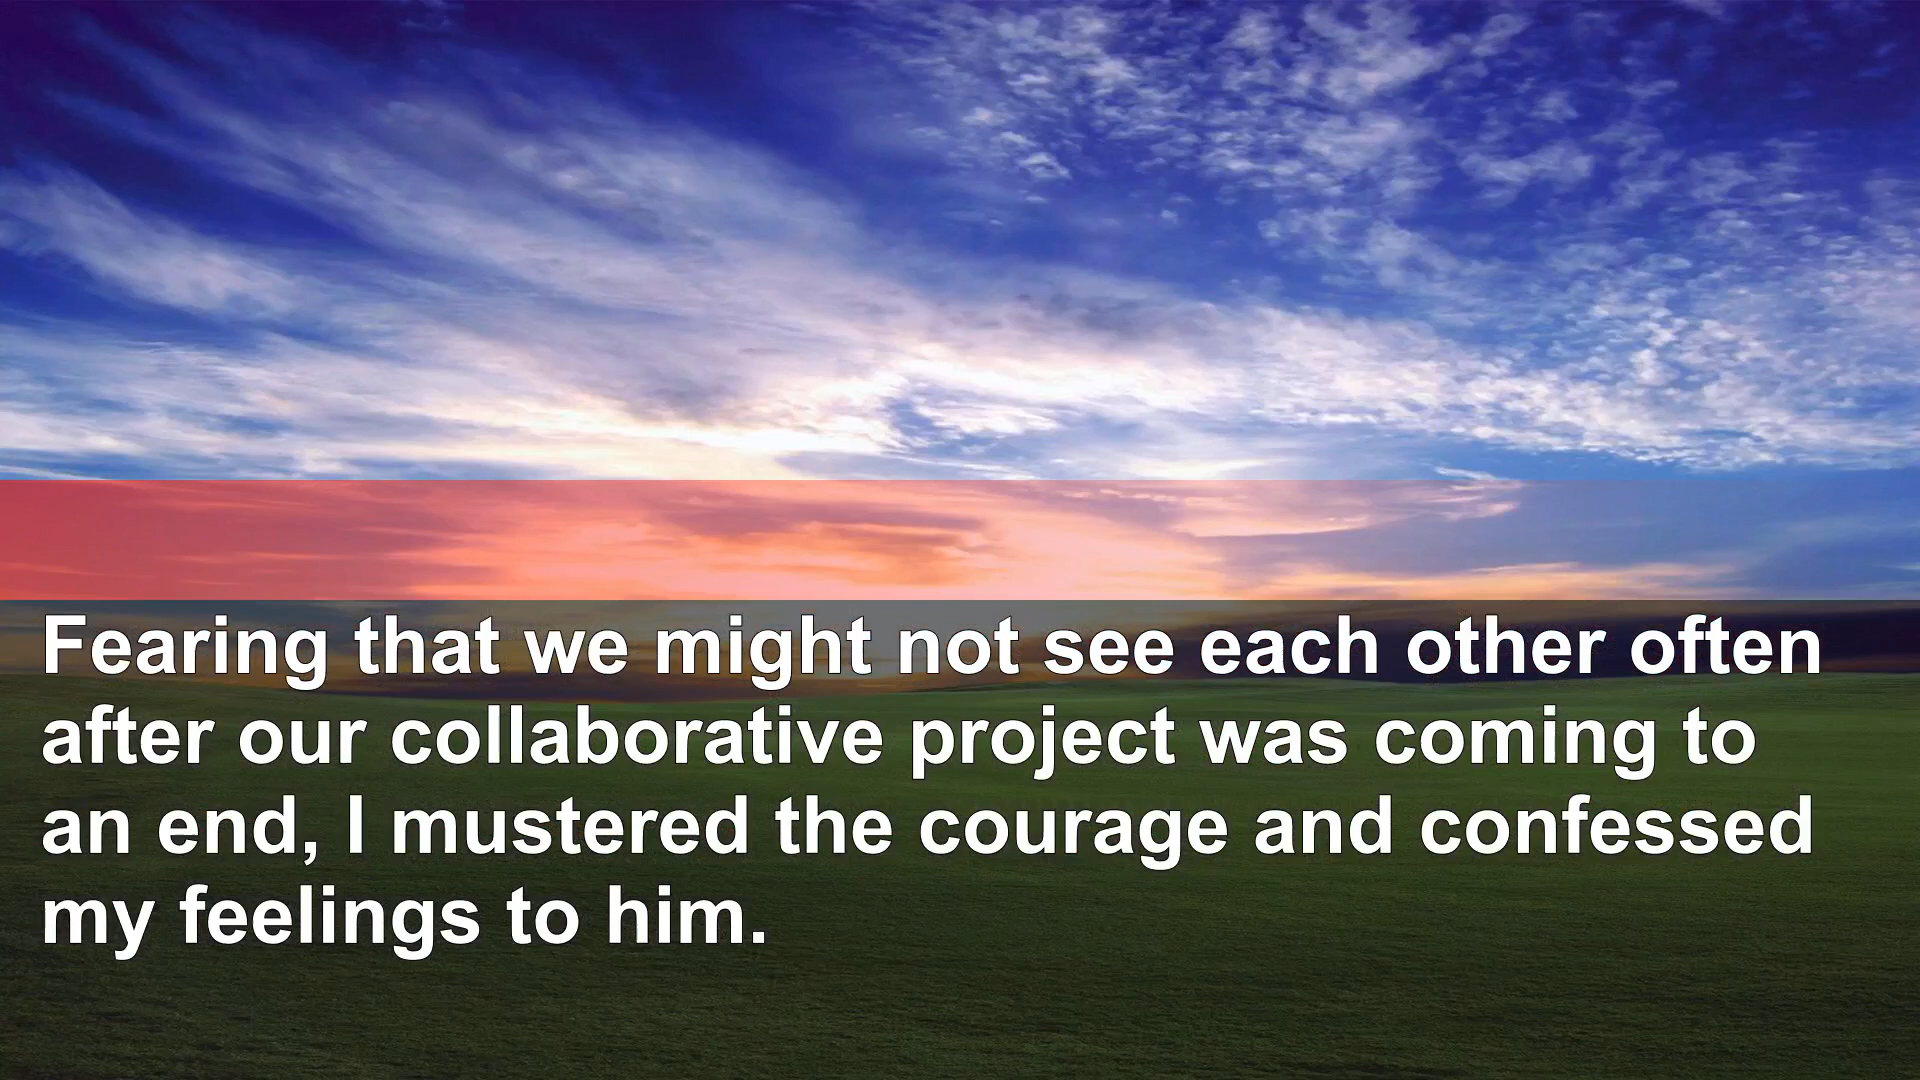 Fearing that we might not see each other often
after our collaborative project was coming to
an end, I mustered the courage and confessed
my feelings to him.